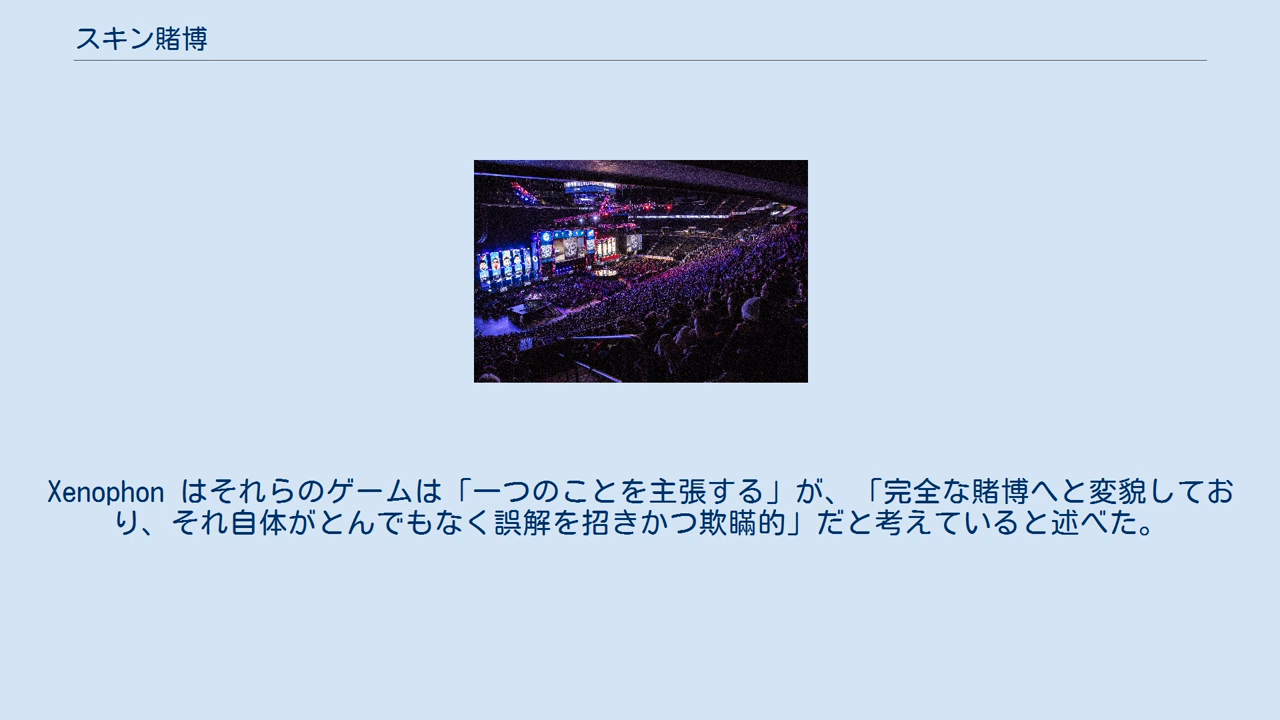 スキン賭博
Xenophon はそれらのゲームは「一つのことを主張する」が、「完全な賭博へと変貌してお
り、それ自体がとんでもなく誤解を招きかつ欺瞞的」だと考えていると述べた。